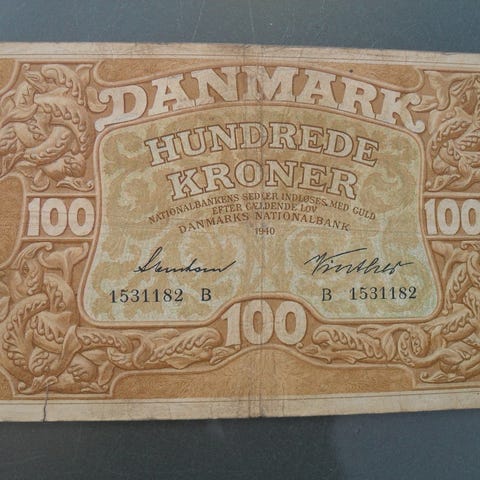 DANMARK
HUNDREDE
KRONER
NATIONALBANKENS SEDLER INDLØSES MED GULD
EFTER GÆLDENDE LOV
DANMARKS NATIONALBANK
1940
100 100
1531182 B B 1531182
100